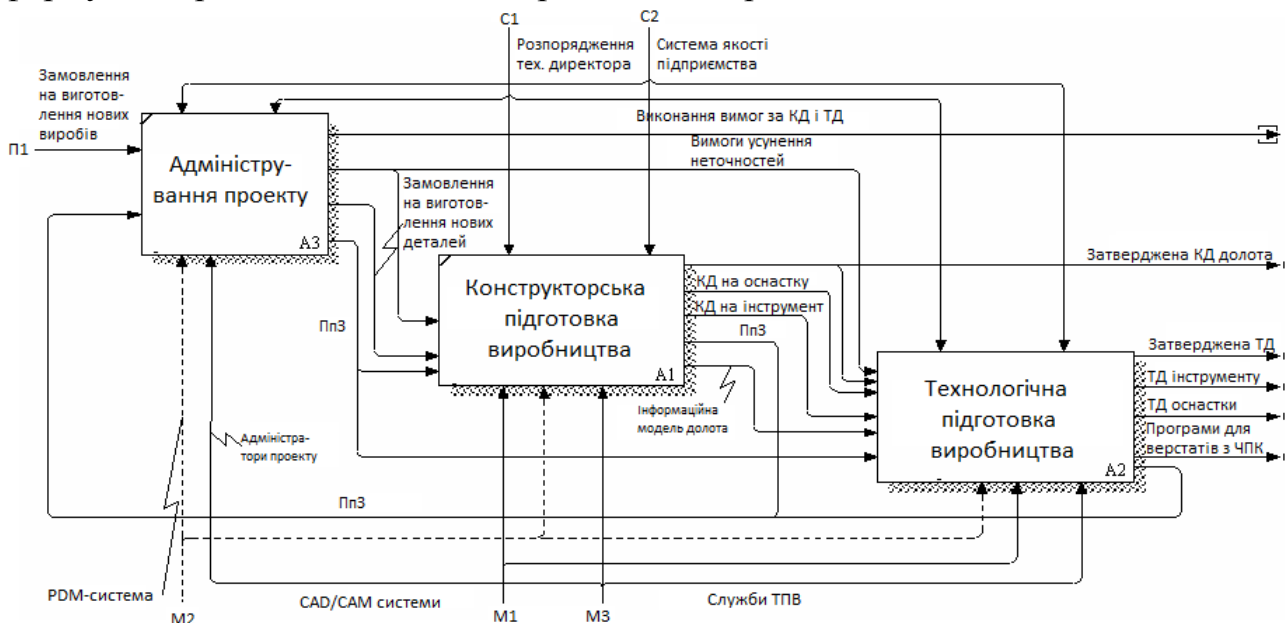 C1
C2
Розпорядження
тех. директора
Система якості
підприємства
Замовлення
на виготов-
лення нових
виробів
П1
Адміністру-
вання проекту
A3
Виконання вимог за КД і ТД
Вимоги усунення
неточностей
Замовлення
на виготов-
лення нових
деталей
Затверджена КД долота
Конструкторська
підготовка
виробництва
A1
КД на оснастку
КД на інструмент
ПпЗ
ПпЗ
Інформаційна
модель долота
Технологічна
підготовка
виробництва
A2
Затверджена ТД
ТД інструменту
ТД оснастки
Програми для
верстатів з ЧПК
Адміністра-
тори проекту
ПпЗ
PDM-система
M2
CAD/CAM системи
M1
M3
Служби ТПВ